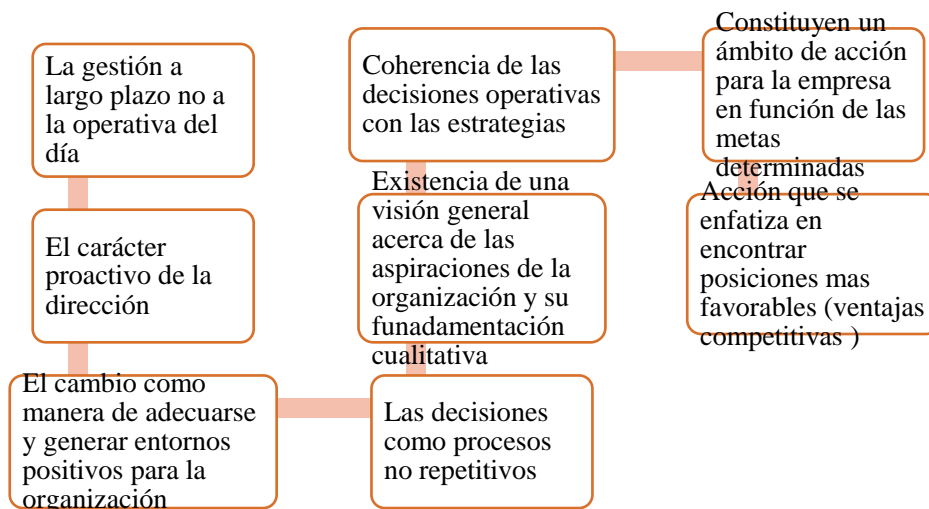 La gestión a
largo plazo no a
la operativa del
día
El carácter
proactivo de la
dirección
El cambio como
manera de adecuarse
y generar entornos
positivos para la
organización
Las decisiones
como procesos
no repetitivos
Existencia de una
visión general
acerca de las
aspiraciones de la
organización y su
funadamentación
cualitativa
Coherencia de las
decisiones operativas
con las estrategias
Constituyen un
ámbito de acción
para la empresa
en función de las
metas
determinadas
Acción que se
enfatiza en
encontrar
posiciones mas
favorables (ventajas
competitivas )